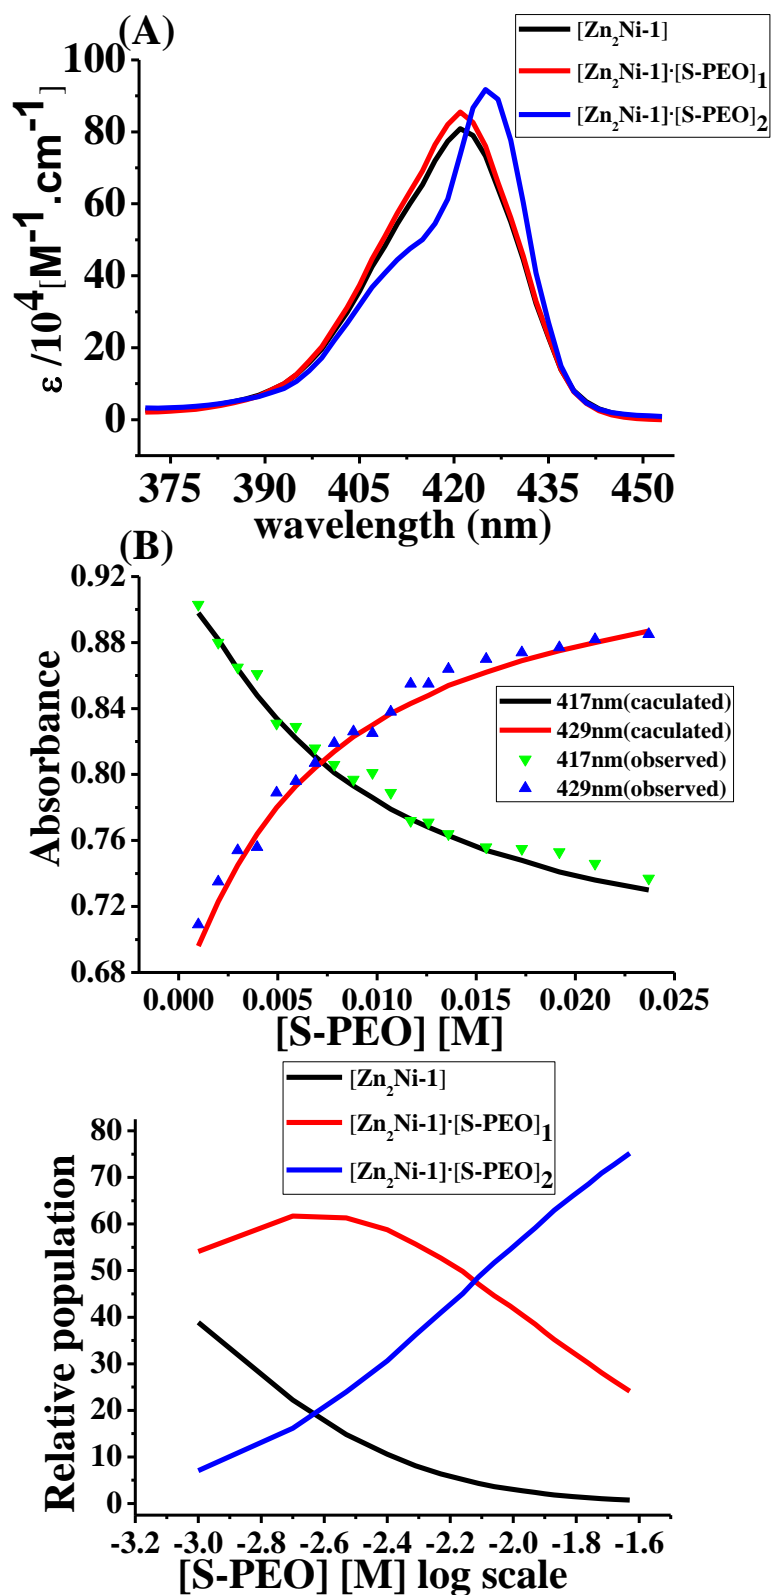 (A)
[Zn₂Ni-1]
[Zn₂Ni-1]·[S-PEO]₁
[Zn₂Ni-1]·[S-PEO]₂
100
80
60
40
20
0
ε /10⁴[M⁻¹.cm⁻¹]
375 390 405 420 435 450
wavelength (nm)
(B)
0.92
0.88
0.84
0.80
0.76
0.72
0.68
Absorbance
417nm(caculated)
429nm(caculated)
417nm(observed)
429nm(observed)
0.000 0.005 0.010 0.015 0.020 0.025
[S-PEO] [M]
[Zn₂Ni-1]
[Zn₂Ni-1]·[S-PEO]₁
[Zn₂Ni-1]·[S-PEO]₂
80
70
60
50
40
30
20
10
0
Relative population
-3.2 -3.0 -2.8 -2.6 -2.4 -2.2 -2.0 -1.8 -1.6
[S-PEO] [M] log scale